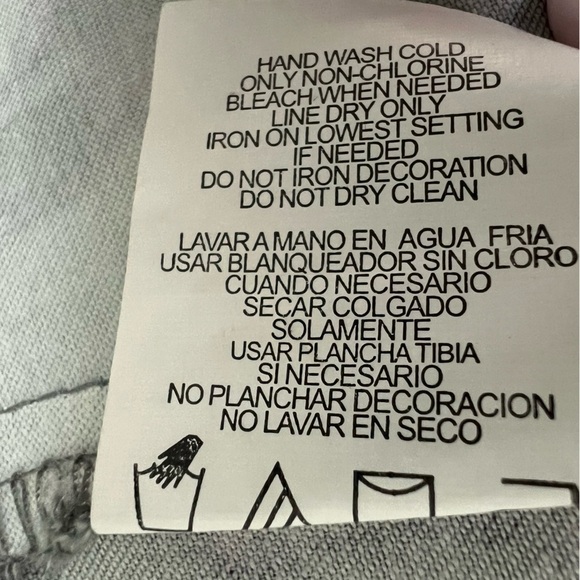 HAND WASH COLD
ONLY NON-CHLORINE
BLEACH WHEN NEEDED
LINE DRY ONLY
IRON ON LOWEST SETTING
IF NEEDED
DO NOT IRON DECORATION
DO NOT DRY CLEAN
LAVAR A MANO EN AGUA FRIA
USAR BLANQUEADOR SIN CLORO
CUANDO NECESARIO
SECAR COLGADO
SOLAMENTE
USAR PLANCHA TIBIA
SI NECESARIO
NO PLANCHAR DECORACION
NO LAVAR EN SECO